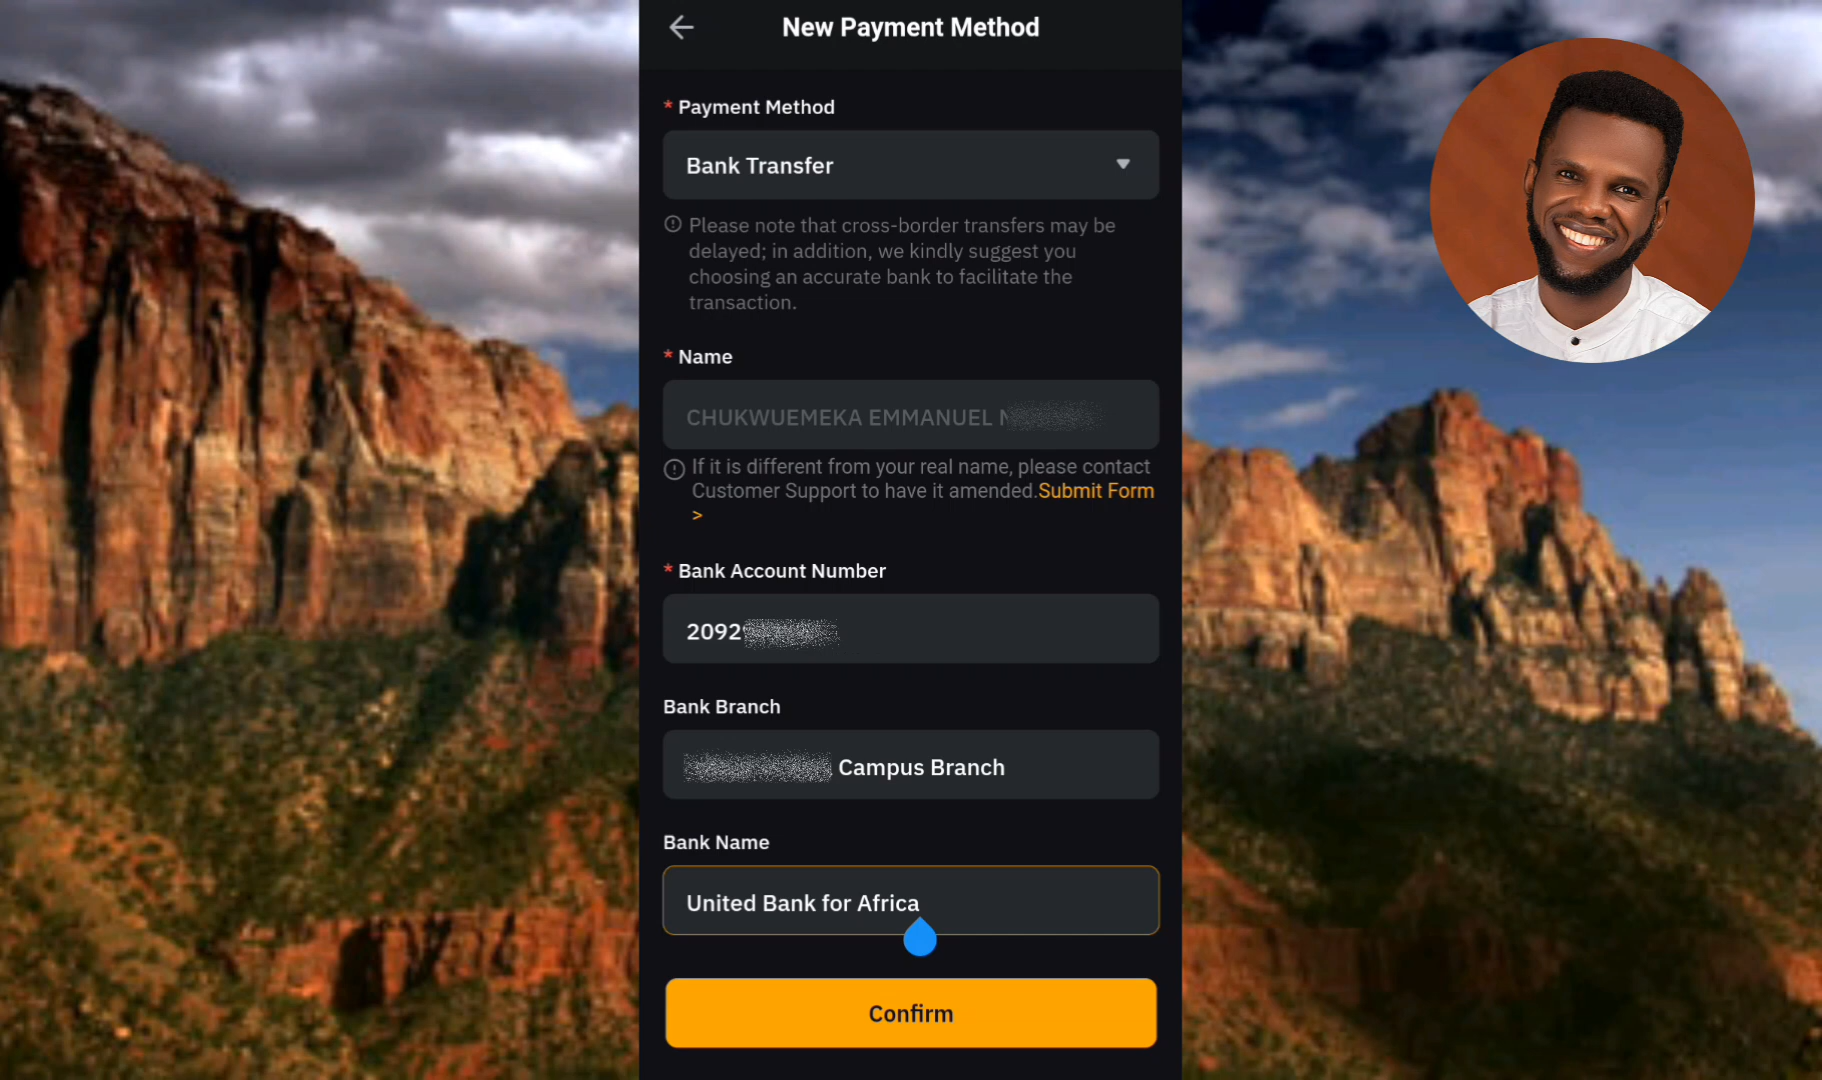 New Payment Method
* Payment Method
Bank Transfer
Please note that cross-border transfers may be
delayed; in addition, we kindly suggest you
choosing an accurate bank to facilitate the
transaction.
* Name
CHUKWUEMEKA EMMANUEL
If it is different from your real name, please contact
Customer Support to have it amended.Submit Form
>
* Bank Account Number
2092
Bank Branch
Campus Branch
Bank Name
United Bank for Africa
Confirm